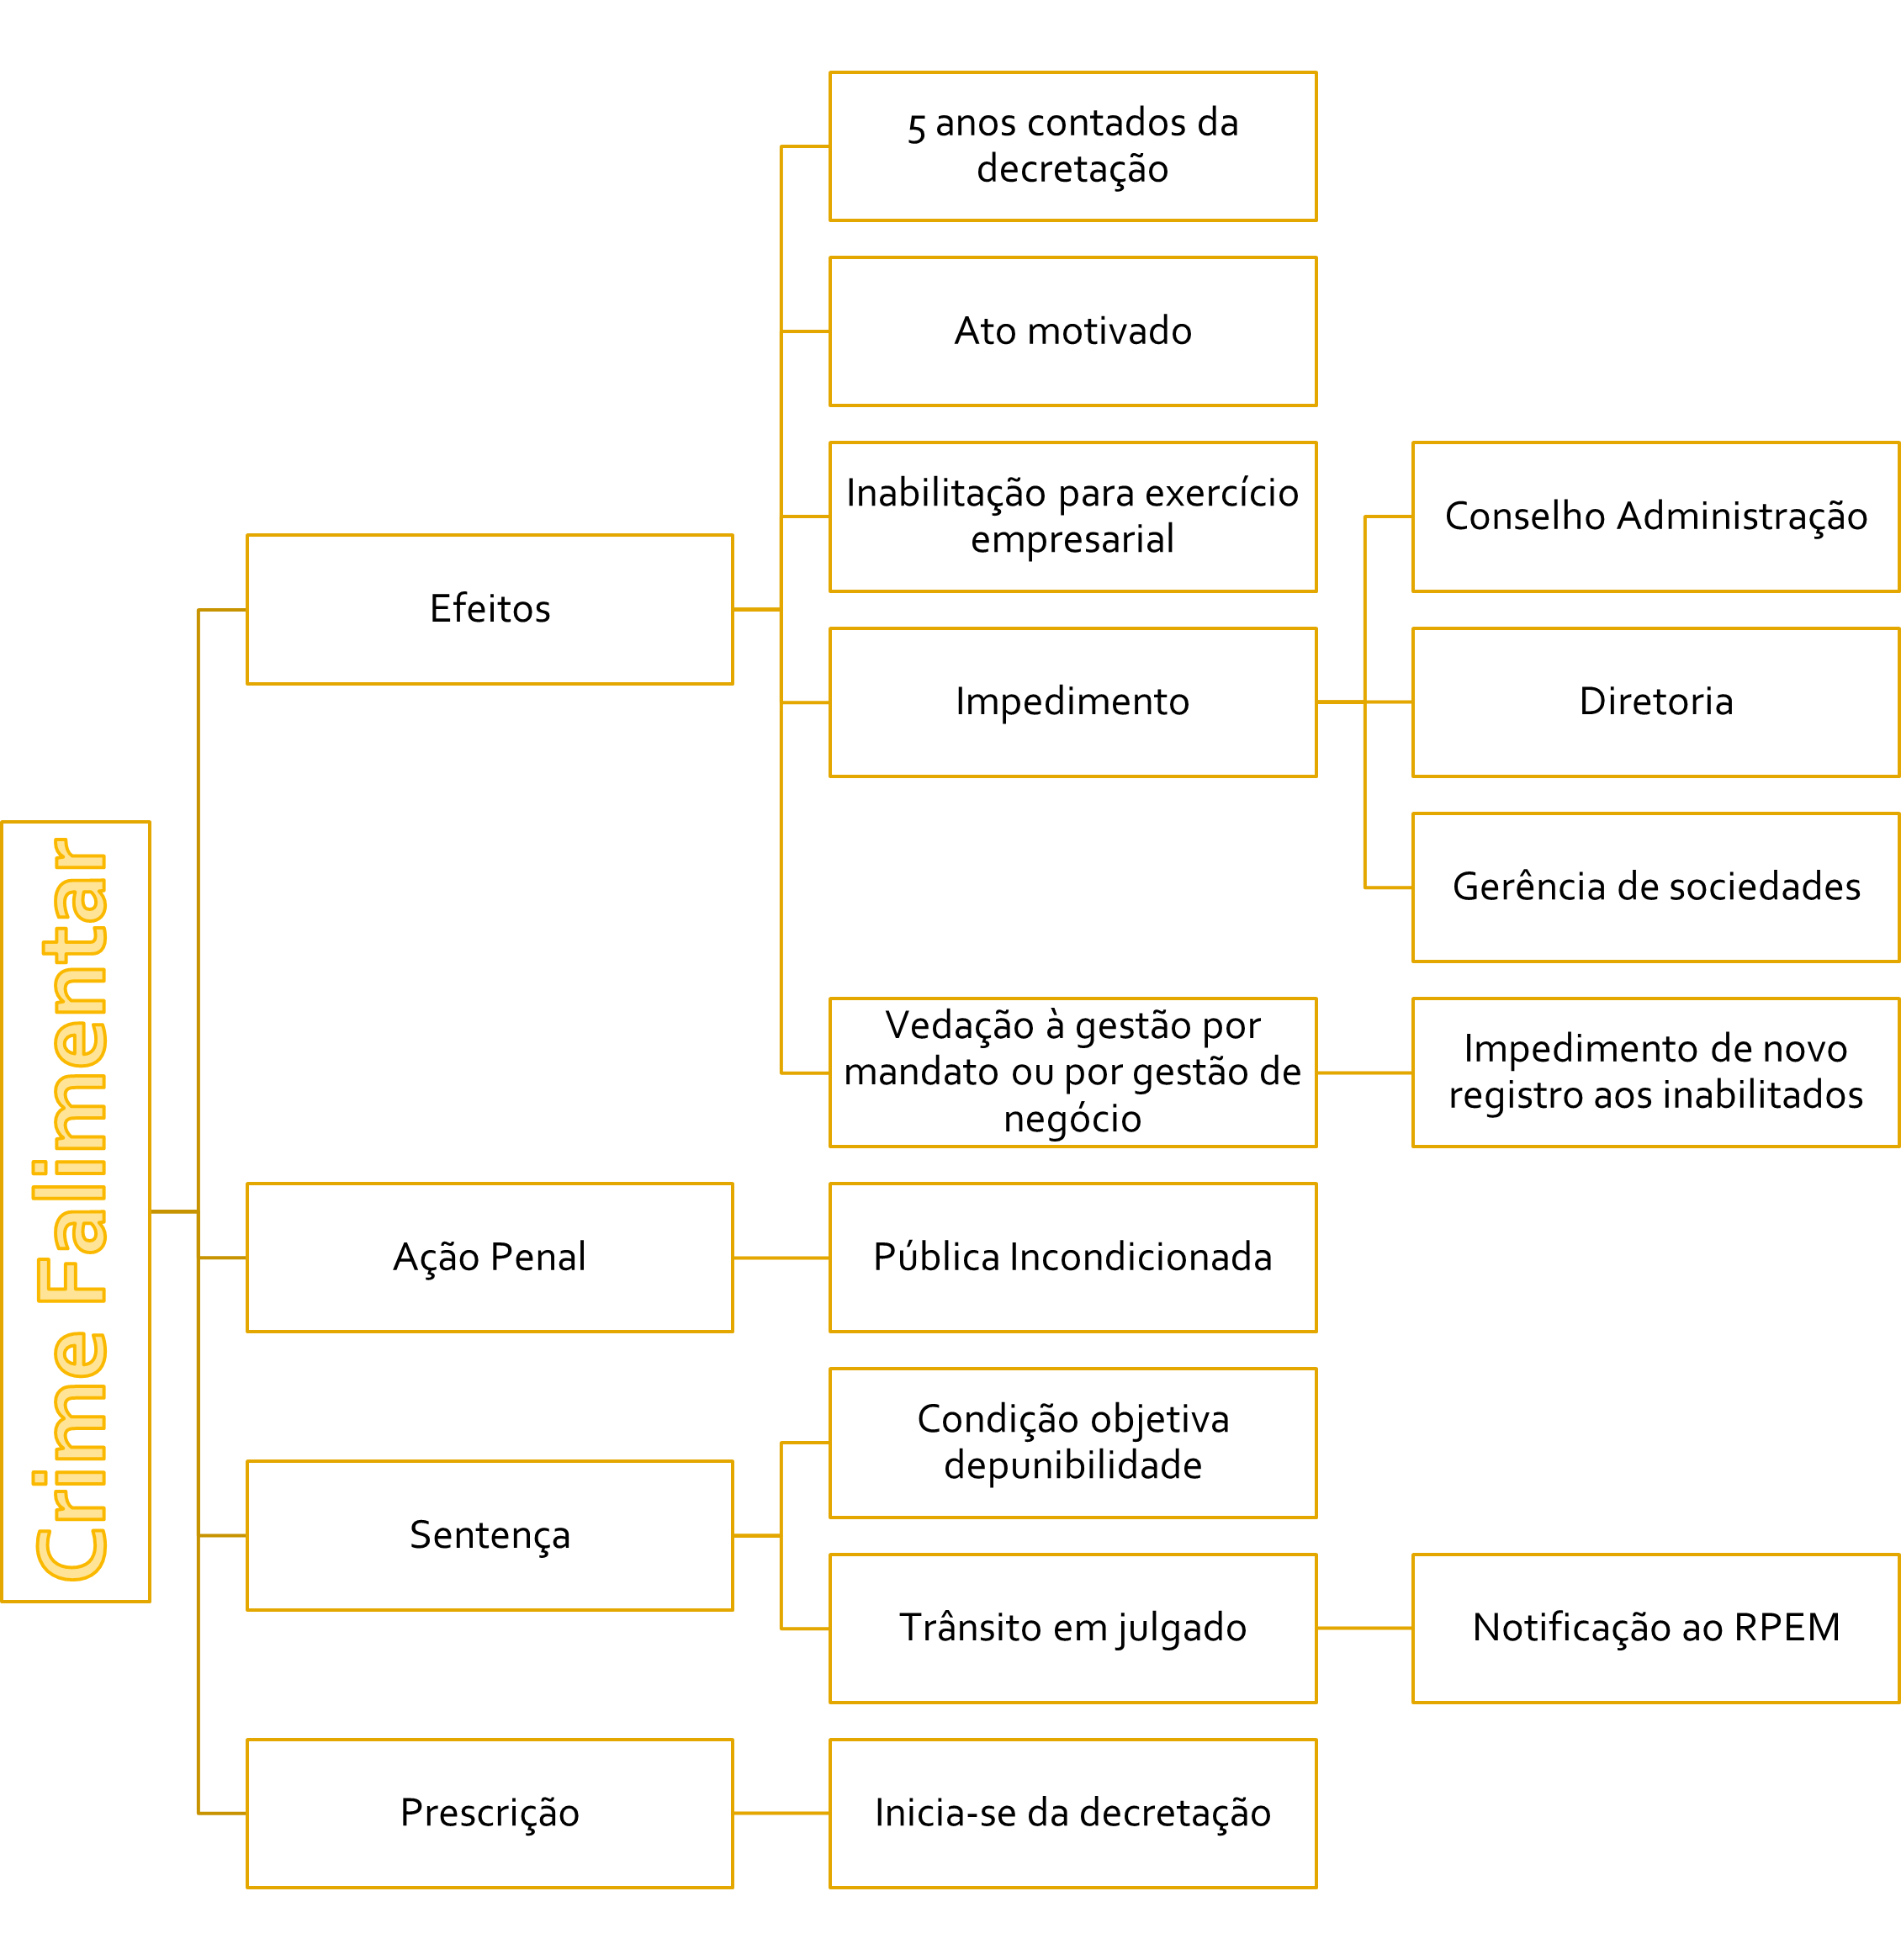 Crime Falimentar
Efeitos
5 anos contados da
decretação
Ato motivado
Inabilitação para exercício
empresarial
Impedimento
Conselho Administração
Diretoria
Gerência de sociedades
Vedação à gestão por
mandato ou por gestão de
negócio
Impedimento de novo
registro aos inabilitados
Ação Penal
Pública Incondicionada
Sentença
Condição objetiva
depunibilidade
Trânsito em julgado
Notificação ao RPEM
Prescrição
Inicia-se da decretação